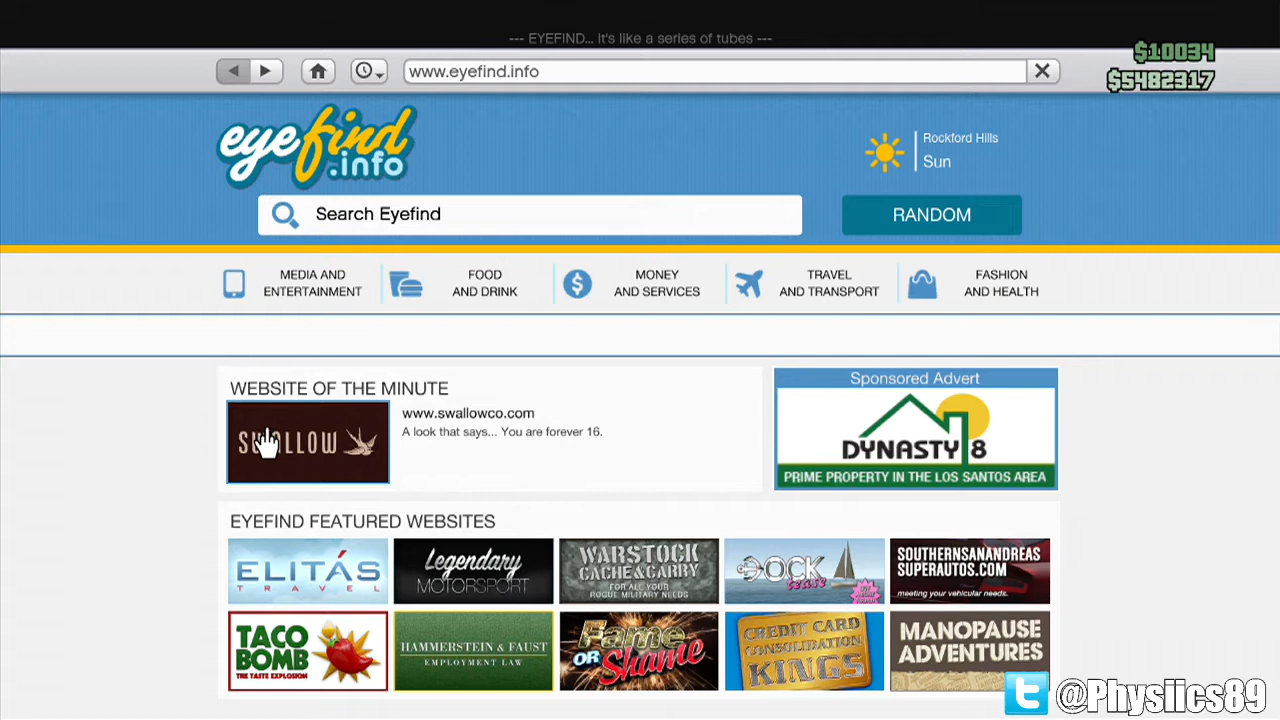 --- EYEFIND... It's like a series of tubes ---
$10034
$5482317
www.eyefind.info
eyefind
.info
Rockford Hills
Sun
Search Eyefind
RANDOM
MEDIA AND
ENTERTAINMENT
FOOD
AND DRINK
MONEY
AND SERVICES
TRAVEL
AND TRANSPORT
FASHION
AND HEALTH
WEBSITE OF THE MINUTE
SWALLOW
www.swallowco.com
A look that says... You are forever 16.
Sponsored Advert
DYNASTY 8
PRIME PROPERTY IN THE LOS SANTOS AREA
EYEFIND FEATURED WEBSITES
ELITÁS
TRAVEL
Legendary
MOTORSPORT
WARSTOCK
CACHE & CARRY
FOR ALL YOUR
ROGUE MILITARY NEEDS
DOCK
tease
SOUTHERNSANANDREAS
SUPERAUTOS.COM
meeting your vehicular needs.
TACO
BOMB
THE TASTE EXPLOSION
HAMMERSTEIN & FAUST
EMPLOYMENT LAW
Fame
OR Shame
CREDIT CARD
CONSOLIDATION
KINGS
MANOPAUSE
ADVENTURES
@Physiics89